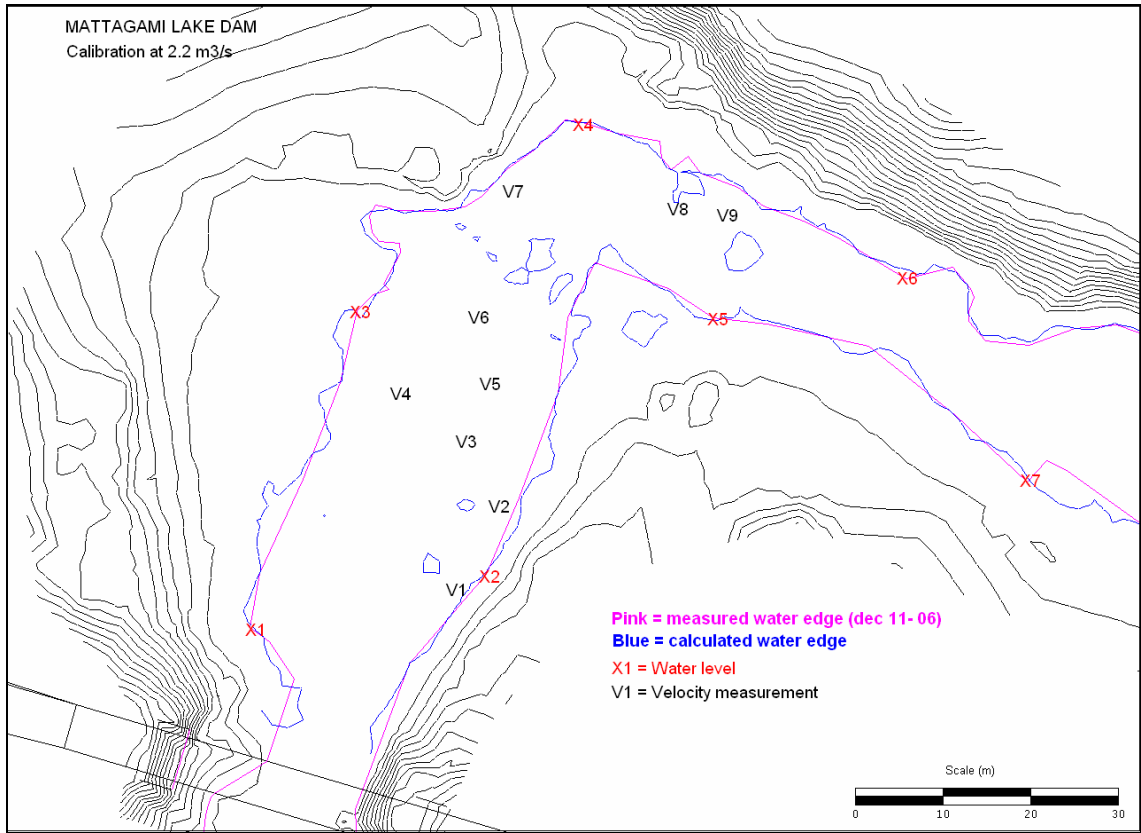 MATTAGAMI LAKE DAM
Calibration at 2.2 m3/s
X4
V7
V8
V9
X6
X3
V6
X5
V5
V4
V3
X7
V2
X2
V1
X1
Pink = measured water edge (dec 11- 06)
Blue = calculated water edge
X1 = Water level
V1 = Velocity measurement
Scale (m)
0 10 20 30